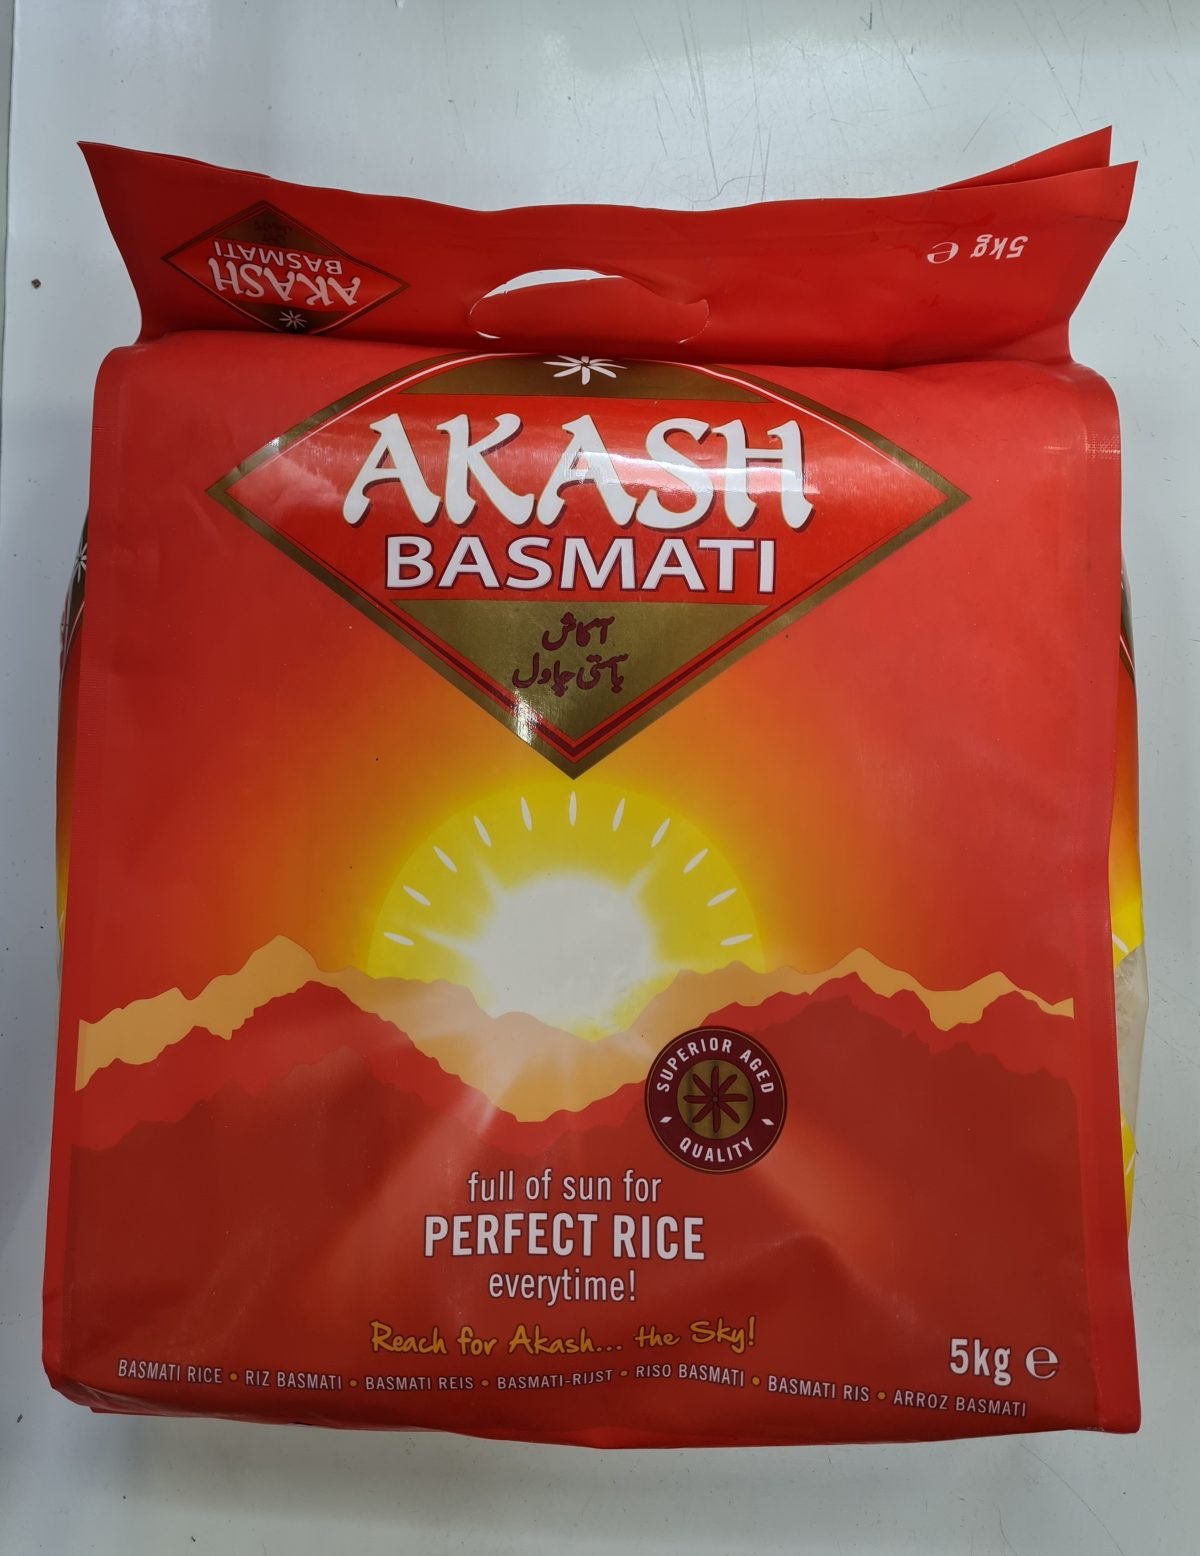 AKASH
BASMATI
5kg e
AKASH
BASMATI
آکاش
باسمتی چاول
SUPERIOR AGED
QUALITY
full of sun for
PERFECT RICE
everytime!
Reach for Akash... the Sky!
5kg e
BASMATI RICE • RIZ BASMATI • BASMATI REIS • BASMATI-RIJST • RISO BASMATI • BASMATI RIS • ARROZ BASMATI